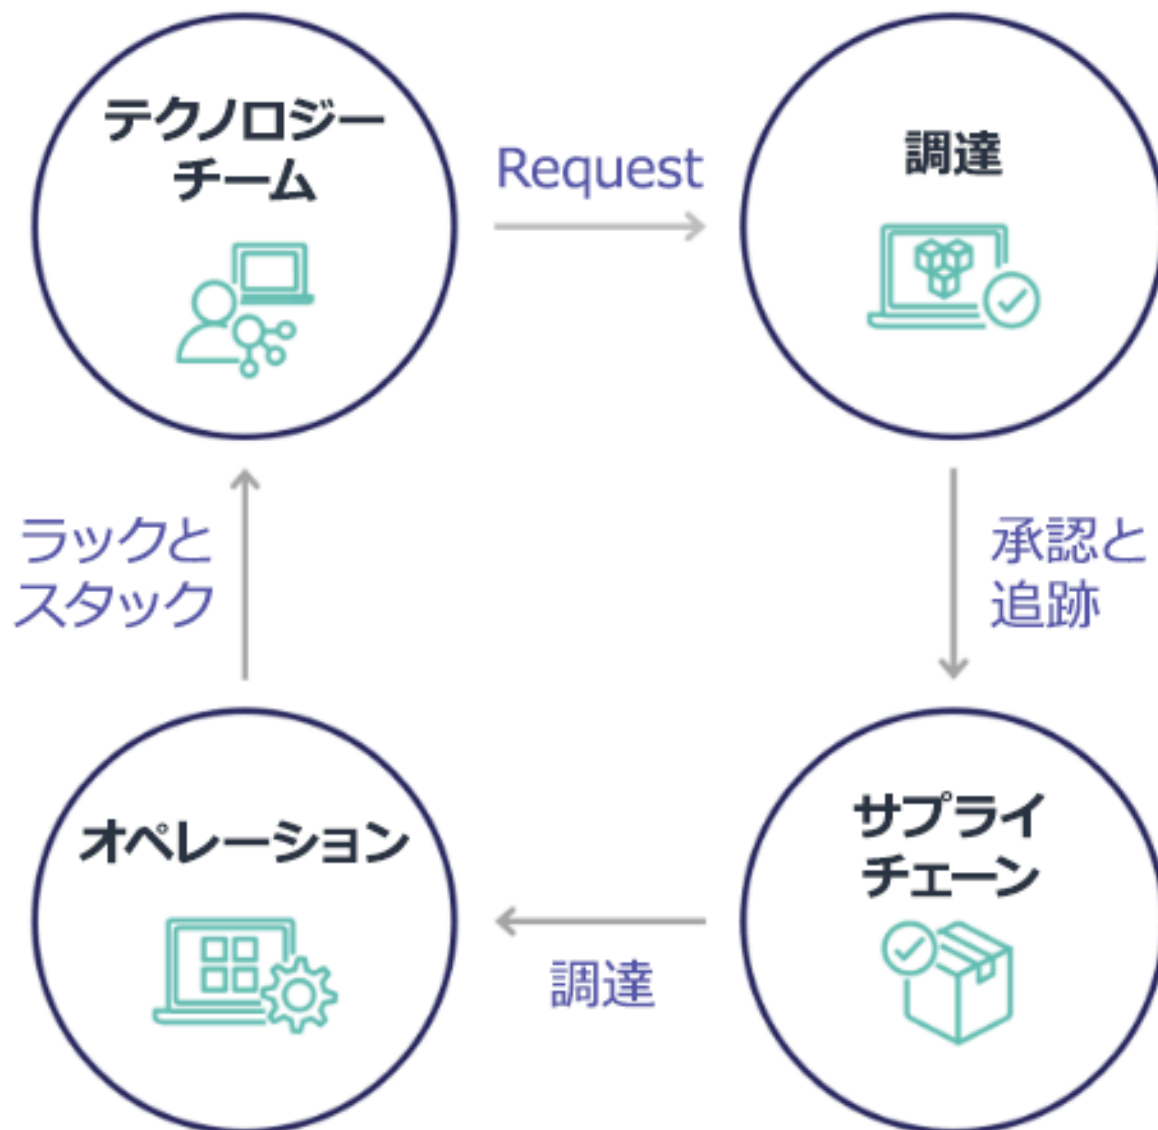 テクノロジー
チーム
Request
調達
ラックと
スタック
承認と
追跡
オペレーション
調達
サプライ
チェーン